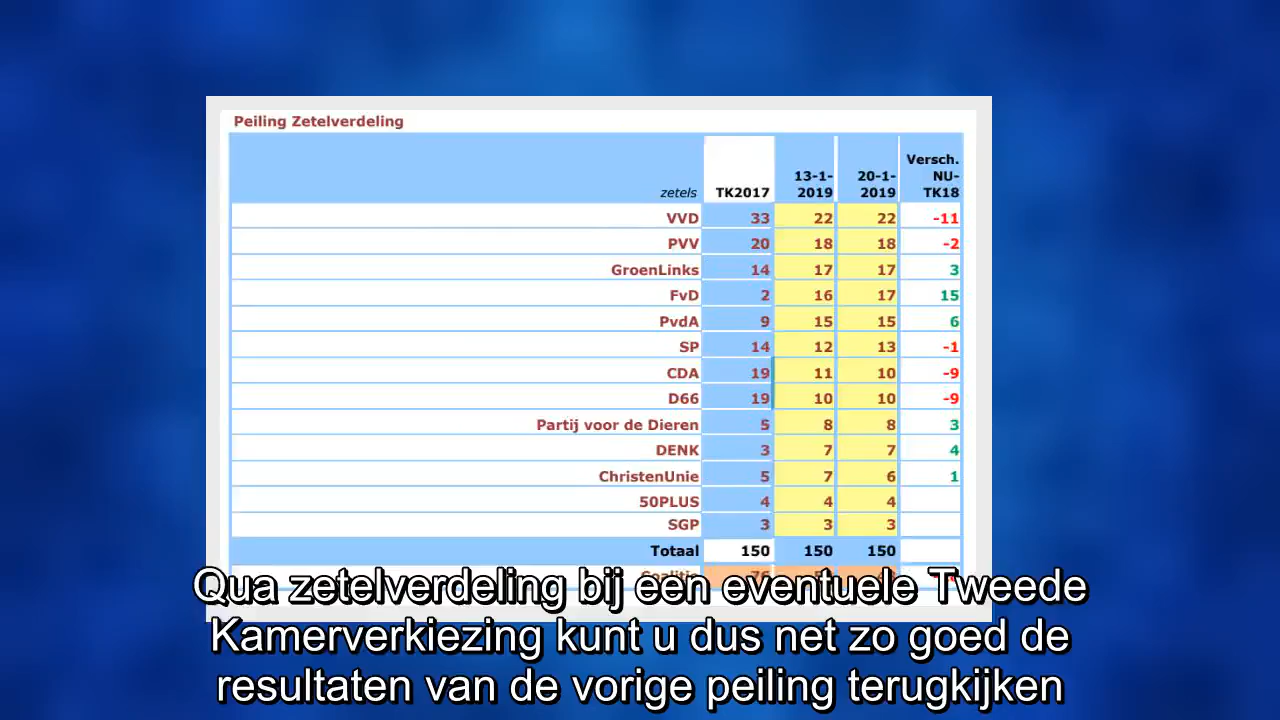 Peiling Zetelverdeling
zetels TK2017 13-1-2019 20-1-2019 Versch. NU-TK18
VVD 33 22 22 -11
PVV 20 18 18 -2
GroenLinks 14 17 17 3
FvD 2 16 17 15
PvdA 9 15 15 6
SP 14 12 13 -1
CDA 19 11 10 -9
D66 19 10 10 -9
Partij voor de Dieren 5 8 8 3
DENK 3 7 7 4
ChristenUnie 5 7 6 1
50PLUS 4 4 4
SGP 3 3 3
Totaal 150 150 150
Qua zetelverdeling bij een eventuele Tweede
Kamerverkiezing kunt u dus net zo goed de
resultaten van de vorige peiling terugkijken